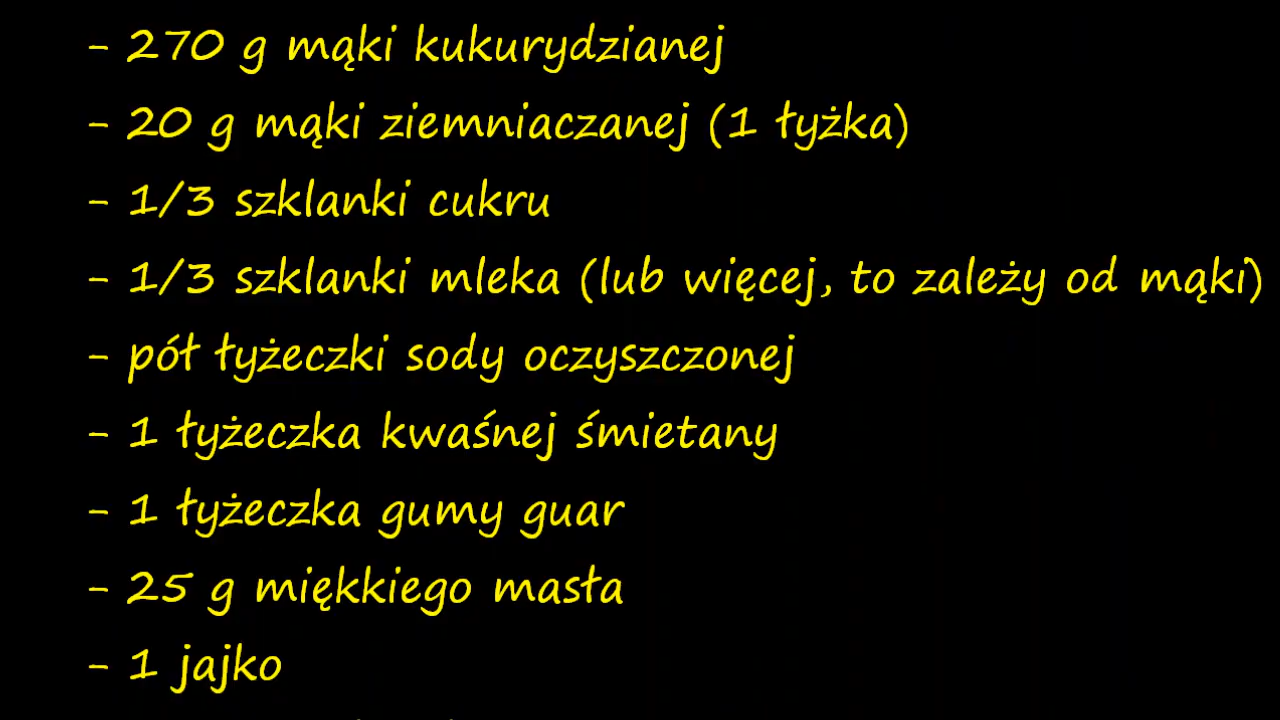 - 270 g mąki kukurydzianej
- 20 g mąki ziemniaczanej (1 łyżka)
- 1/3 szklanki cukru
- 1/3 szklanki mleka (lub więcej, to zależy od mąki)
- pół łyżeczki sody oczyszczonej
- 1 łyżeczka kwaśnej śmietany
- 1 łyżeczka gumy guar
- 25 g miękkiego masła
- 1 jajko